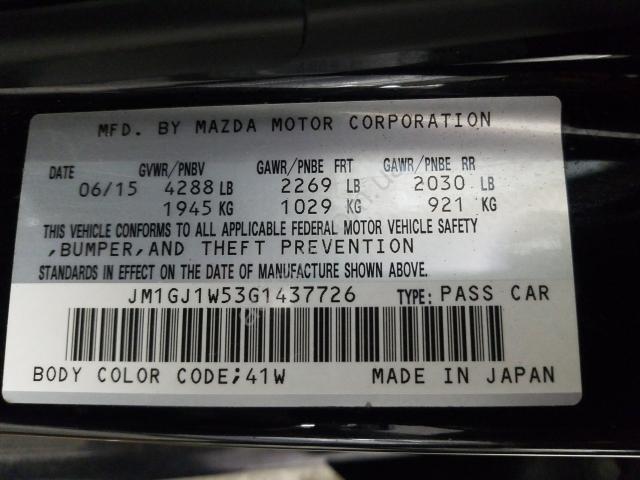 MFD. BY MAZDA MOTOR CORPORATION
DATE GVWR/PNBV GAWR/PNBE FRT GAWR/PNBE RR
06/15 4288 LB 2269 LB 2030 LB
1945 KG 1029 KG 921 KG
THIS VEHICLE CONFORMS TO ALL APPLICABLE FEDERAL MOTOR VEHICLE SAFETY
,BUMPER,AND THEFT PREVENTION
STANDARDS IN EFFECT ON THE DATE OF MANUFACTURE SHOWN ABOVE.
JM1GJ1W53G1437726 TYPE: PASS CAR
BODY COLOR CODE;41W MADE IN JAPAN